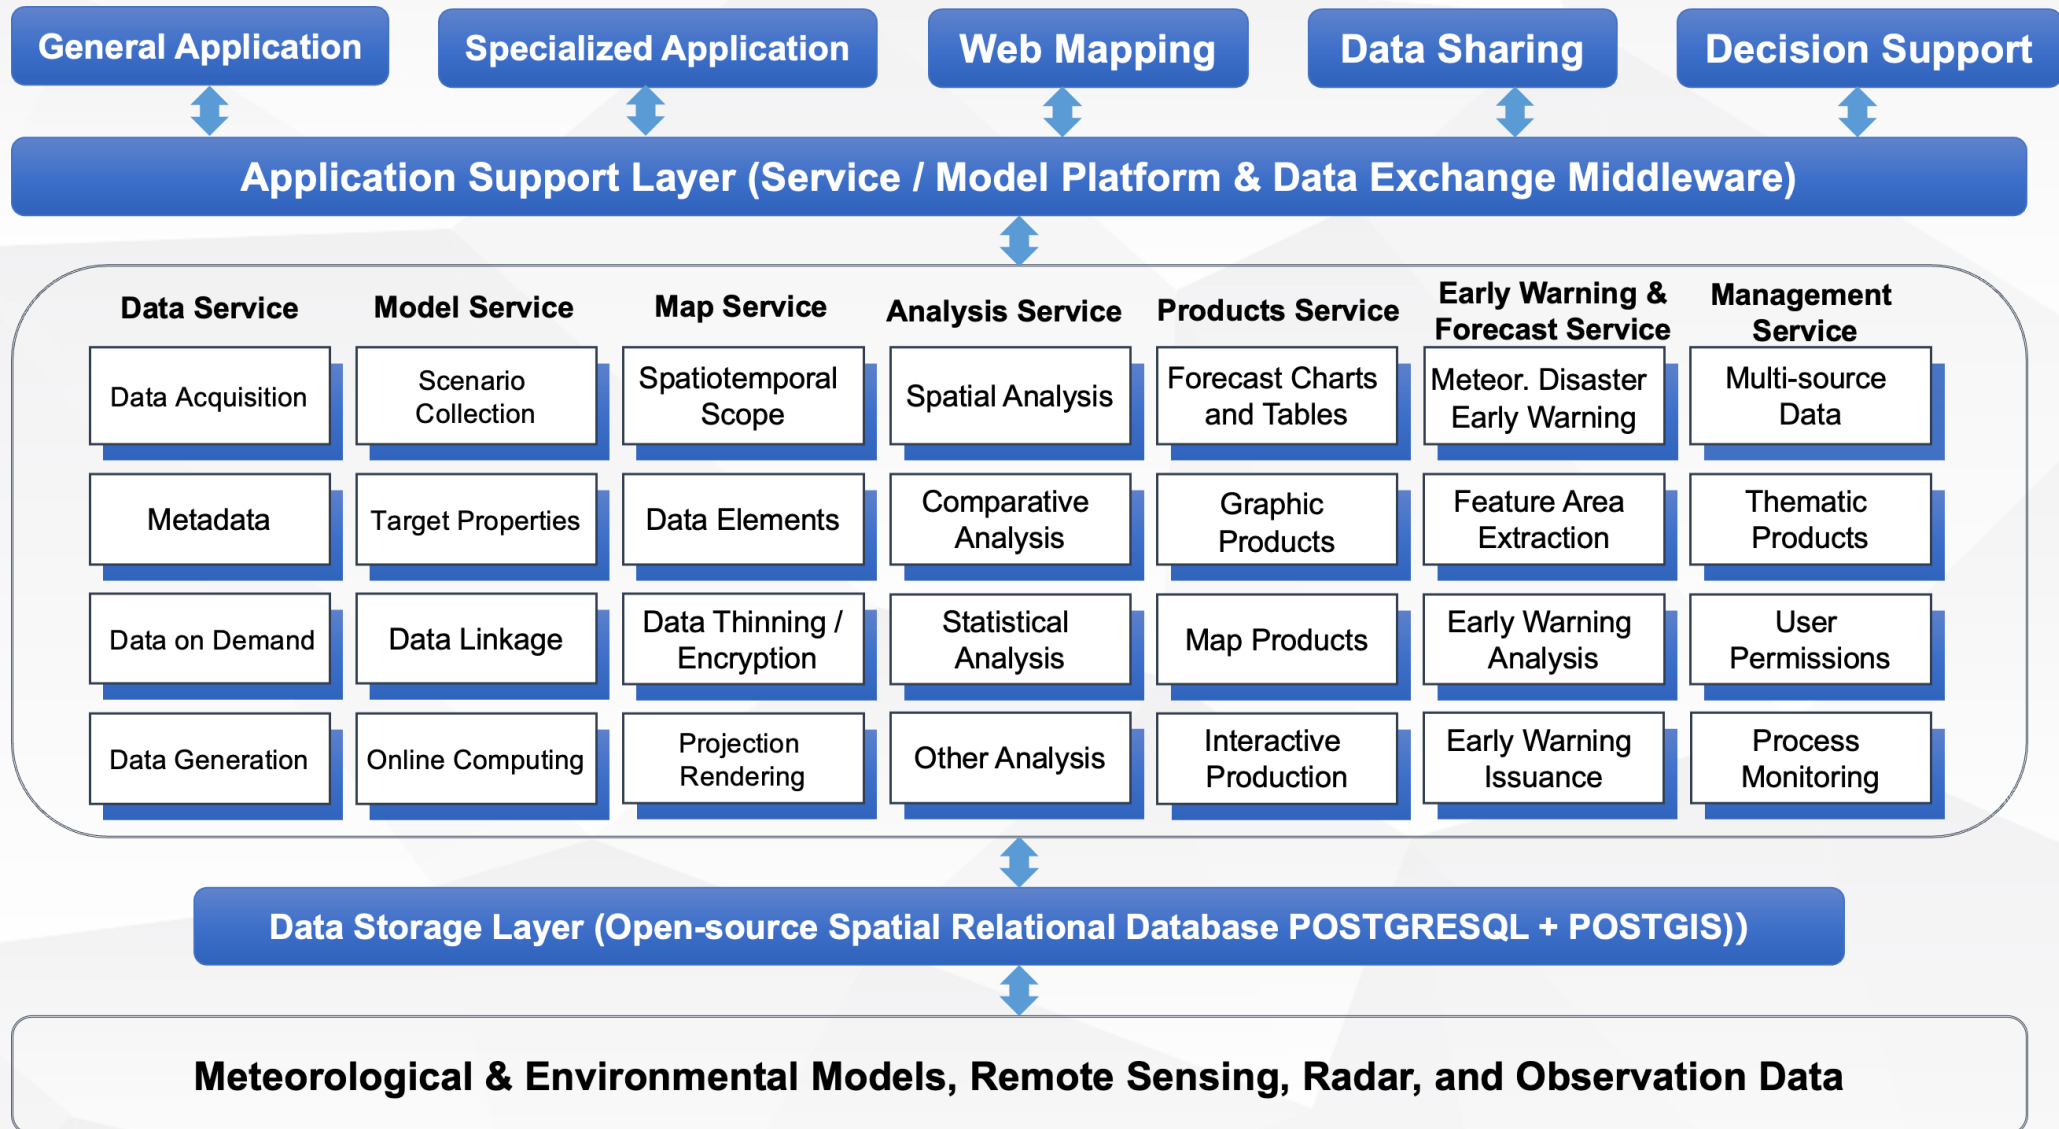 General Application
Specialized Application
Web Mapping
Data Sharing
Decision Support
Application Support Layer (Service / Model Platform & Data Exchange Middleware)
Data Service
Data Acquisition
Metadata
Data on Demand
Data Generation
Model Service
Scenario
Collection
Target Properties
Data Linkage
Online Computing
Map Service
Spatiotemporal
Scope
Data Elements
Data Thinning /
Encryption
Projection
Rendering
Analysis Service
Spatial Analysis
Comparative
Analysis
Statistical
Analysis
Other Analysis
Products Service
Forecast Charts
and Tables
Graphic
Products
Map Products
Interactive
Production
Early Warning &
Forecast Service
Meteor. Disaster
Early Warning
Feature Area
Extraction
Early Warning
Analysis
Early Warning
Issuance
Management
Service
Multi-source
Data
Thematic
Products
User
Permissions
Process
Monitoring
Data Storage Layer (Open-source Spatial Relational Database POSTGRESQL + POSTGIS))
Meteorological & Environmental Models, Remote Sensing, Radar, and Observation Data